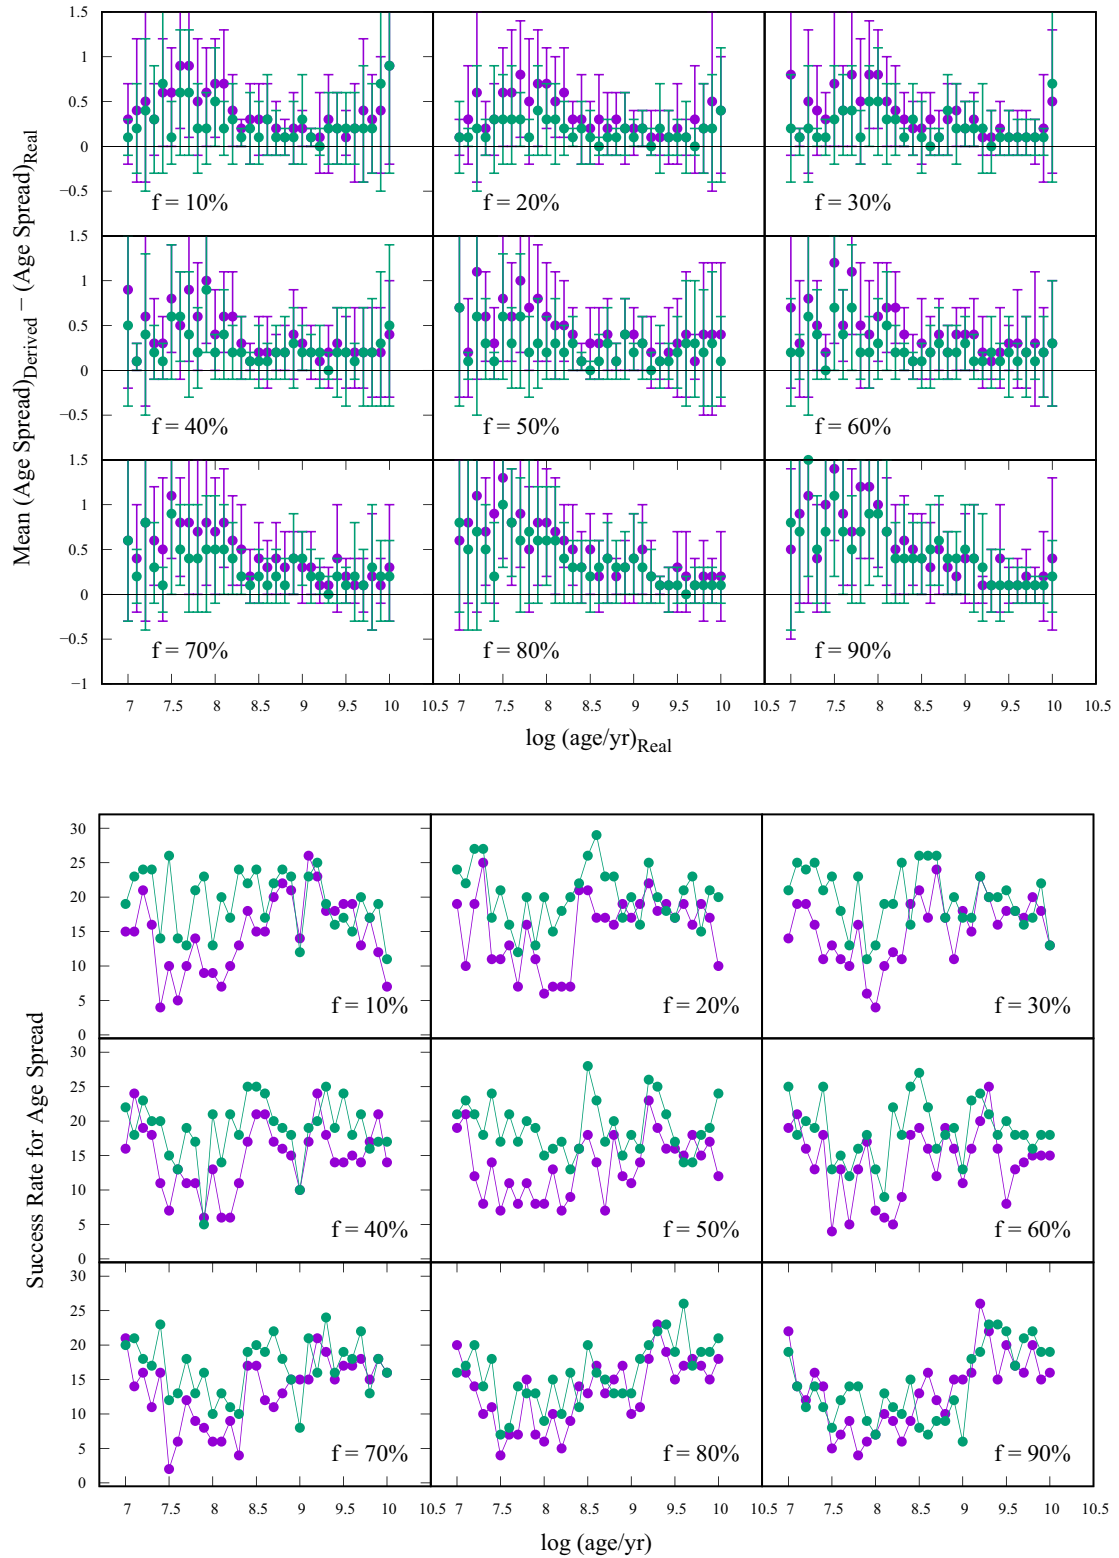 Mean (Age Spread)Derived − (Age Spread)Real
1.5
1
0.5
0
−0.5
f = 10%
f = 20%
f = 30%
1.5
1
0.5
0
−0.5
f = 40%
f = 50%
f = 60%
1.5
1
0.5
0
−0.5
−1
f = 70%
f = 80%
f = 90%
7 7.5 8 8.5 9 9.5 10 10.5 7 7.5 8 8.5 9 9.5 10 10.5 7 7.5 8 8.5 9 9.5 10 10.5
log (age/yr)Real
Success Rate for Age Spread
30
25
20
15
10
5
0
f = 10%
f = 20%
f = 30%
30
25
20
15
10
5
0
f = 40%
f = 50%
f = 60%
30
25
20
15
10
5
0
f = 70%
f = 80%
f = 90%
7 7.5 8 8.5 9 9.5 10 10.5 7 7.5 8 8.5 9 9.5 10 10.5 7 7.5 8 8.5 9 9.5 10 10.5
log (age/yr)